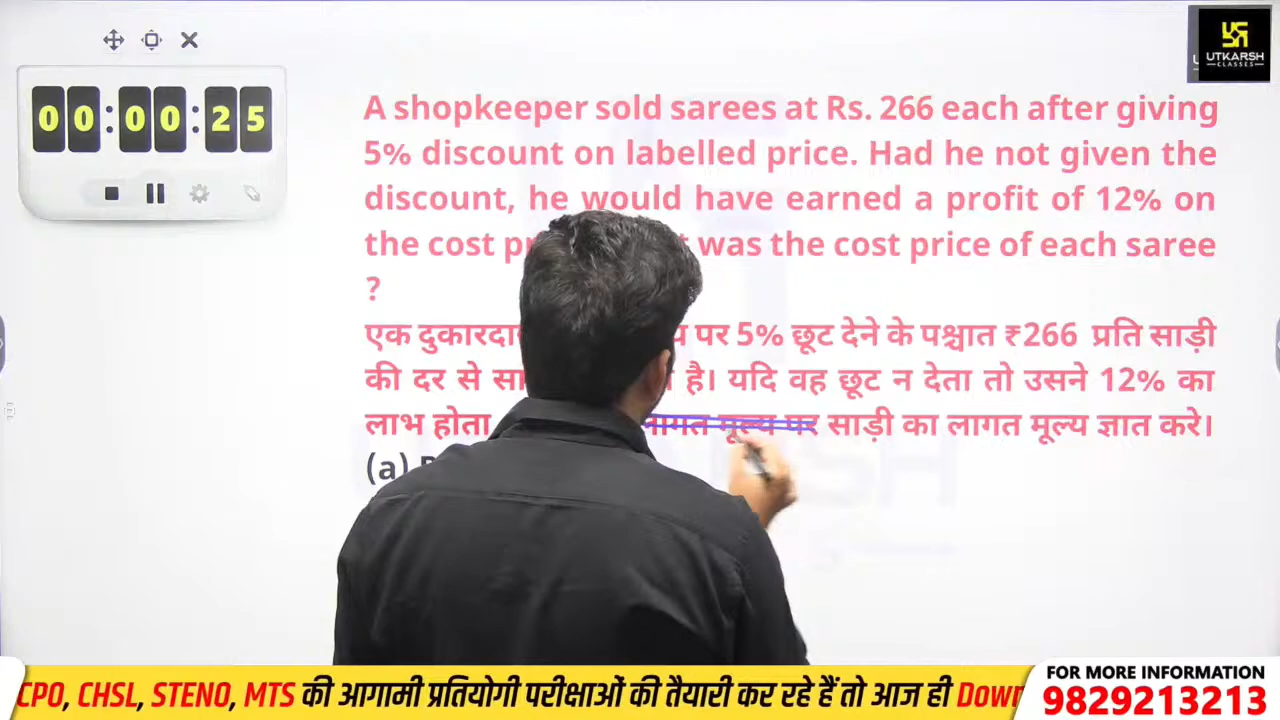 00:00:25
UTKARSH
CLASSES
A shopkeeper sold sarees at Rs. 266 each after giving
5% discount on labelled price. Had he not given the
discount, he would have earned a profit of 12% on
the cost was the cost price of each saree
?
एक पर 5% छूट देने के पश्चात ₹266 प्रति साड़ी
की दर से है। यदि वह छूट न देता तो उसने 12% का
लाभ होता लागत मूल्य पर साड़ी का लागत मूल्य ज्ञात करे।
(a)
CPO, CHSL, STENO, MTS की आगामी प्रतियोगी परीक्षाओं की तैयारी कर रहे हैं तो आज ही
FOR MORE INFORMATION
9829213213